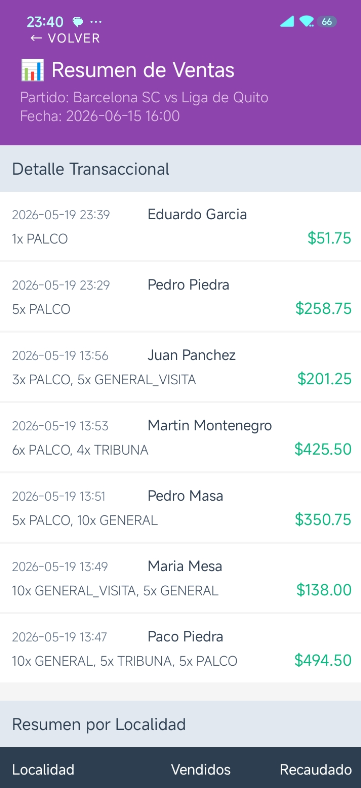 23:40 ... 66
← VOLVER
📊 Resumen de Ventas
Partido: Barcelona SC vs Liga de Quito
Fecha: 2026-06-15 16:00
Detalle Transaccional
2026-05-19 23:39 Eduardo Garcia
1x PALCO $51.75
2026-05-19 23:29 Pedro Piedra
5x PALCO $258.75
2026-05-19 13:56 Juan Panchez
3x PALCO, 5x GENERAL_VISITA $201.25
2026-05-19 13:53 Martin Montenegro
6x PALCO, 4x TRIBUNA $425.50
2026-05-19 13:51 Pedro Masa
5x PALCO, 10x GENERAL $350.75
2026-05-19 13:49 Maria Mesa
10x GENERAL_VISITA, 5x GENERAL $138.00
2026-05-19 13:47 Paco Piedra
10x GENERAL, 5x TRIBUNA, 5x PALCO $494.50
Resumen por Localidad
Localidad Vendidos Recaudado